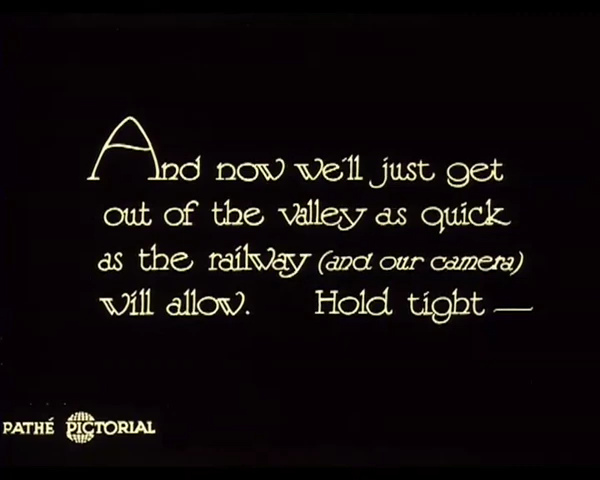 And now we'll just get
out of the valley as quick
as the railway (and our camera)
will allow. Hold tight —
PATHÉ PICTORIAL